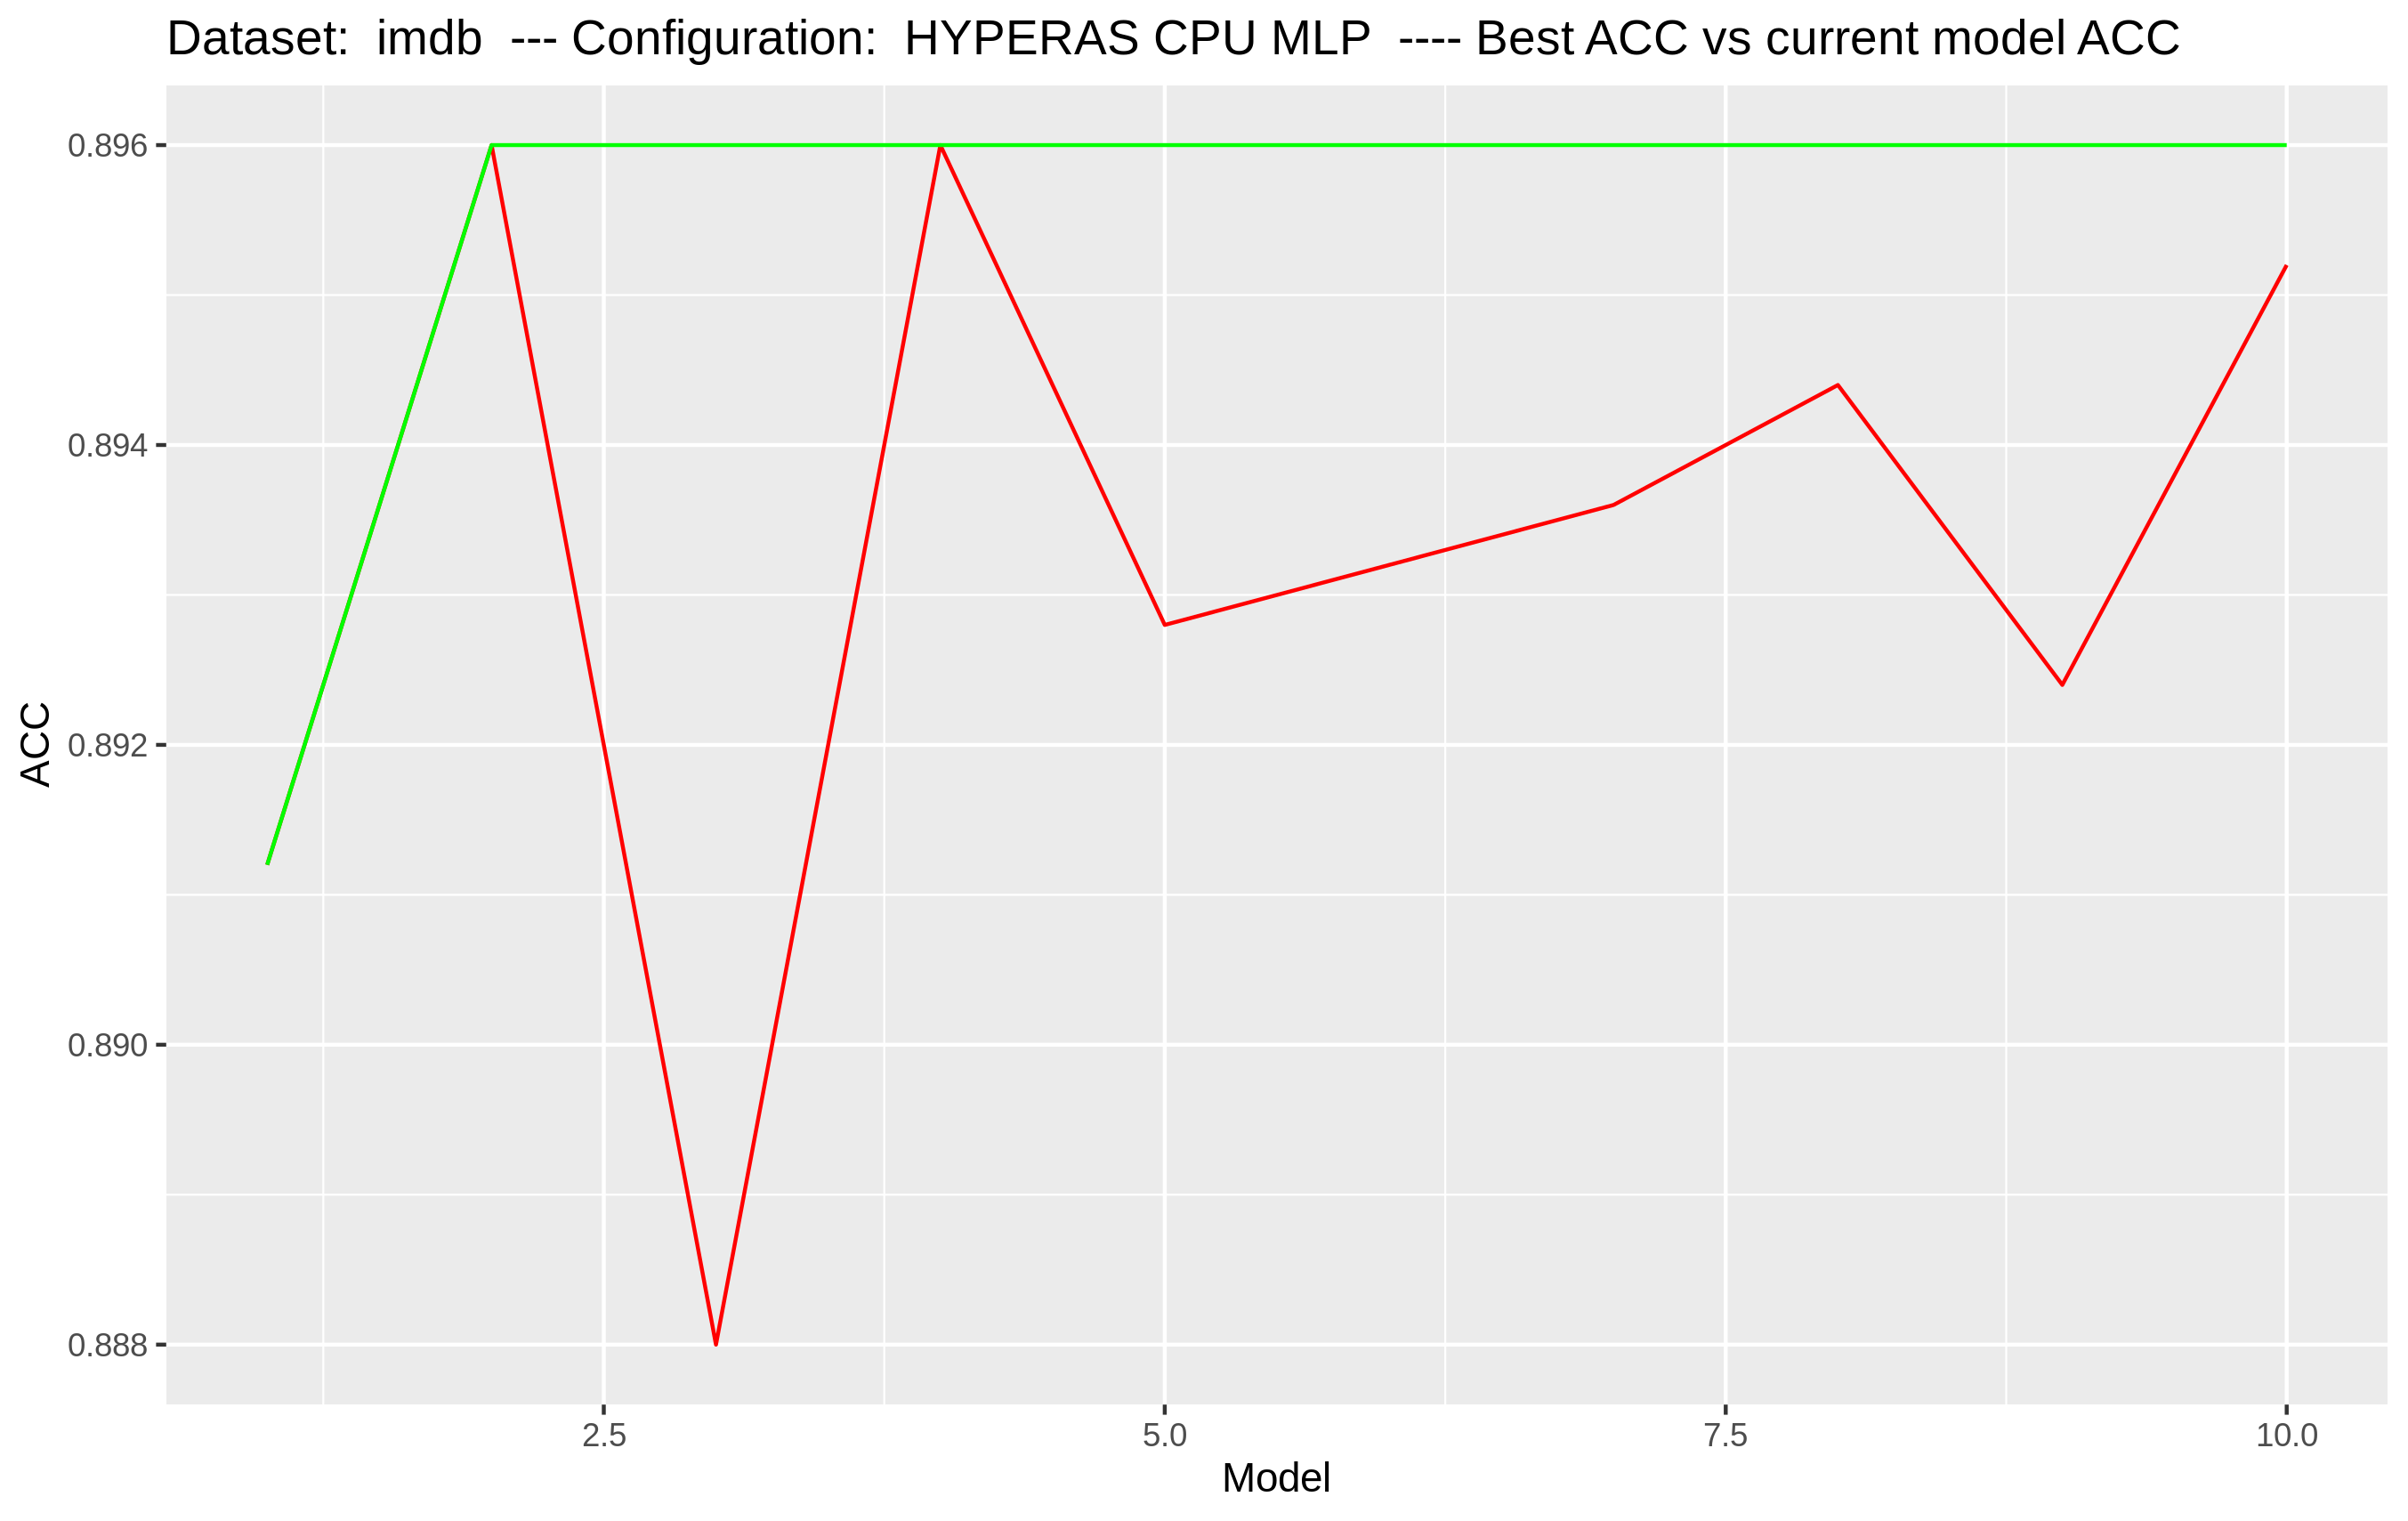 Dataset:  imdb  --- Configuration:  HYPERAS CPU MLP  ---- Best ACC vs current model ACC
0.896
0.894
0.892
0.890
0.888
ACC
2.5 5.0 7.5 10.0
Model